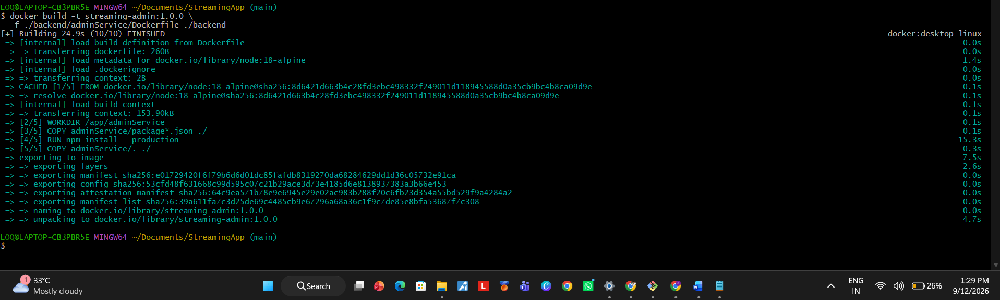 LOQ@LAPTOP-CB3PBR5E MINGW64 ~/Documents/StreamingApp (main)
$ docker build -t streaming-admin:1.0.0 \
  -f ./backend/adminService/Dockerfile ./backend
[+] Building 24.9s (10/10) FINISHED docker:desktop-linux
 => [internal] load build definition from Dockerfile 0.0s
 => => transferring dockerfile: 260B 0.0s
 => [internal] load metadata for docker.io/library/node:18-alpine 1.4s
 => [internal] load .dockerignore 0.0s
 => => transferring context: 2B 0.0s
 => CACHED [1/5] FROM docker.io/library/node:18-alpine@sha256:8d6421d663b4c28fd3ebc498332f249011d118945588d0a35cb9bc4b8ca09d9e 0.1s
 => => resolve docker.io/library/node:18-alpine@sha256:8d6421d663b4c28fd3ebc498332f249011d118945588d0a35cb9bc4b8ca09d9e 0.1s
 => [internal] load build context 0.1s
 => => transferring context: 153.90kB 0.1s
 => [2/5] WORKDIR /app/adminService 0.1s
 => [3/5] COPY adminService/package*.json ./ 0.1s
 => [4/5] RUN npm install --production 15.3s
 => [5/5] COPY adminService/. ./ 0.3s
 => exporting to image 7.5s
 => => exporting layers 2.6s
 => => exporting manifest sha256:e01729420f6f79b6d6d01dc85fafdb8319270da68284629dd1d36c05732e91ca 0.0s
 => => exporting config sha256:53cfd48f631668c99d595c07c21b29ace3d73e4185d6e8138937383a3b66e453 0.0s
 => => exporting attestation manifest sha256:64c9ea571b78e9e6945e29e02ac983b288f20c6fb23d354a55bd529f9a4284a2 0.0s
 => => exporting manifest list sha256:39a611fa7c3d25de69c4485cb9e67296a68a36c1f9c7de85e8bfa53687f7c308 0.0s
 => => naming to docker.io/library/streaming-admin:1.0.0 0.0s
 => => unpacking to docker.io/library/streaming-admin:1.0.0 4.7s
LOQ@LAPTOP-CB3PBR5E MINGW64 ~/Documents/StreamingApp (main)
$
1
33°C
Mostly cloudy
Search
ENG
IN
26%
1:29 PM
9/12/2026